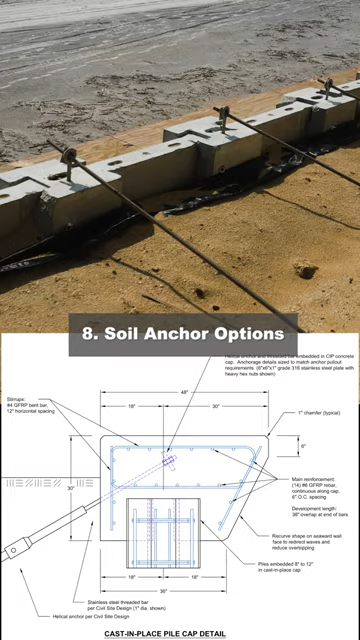 8. Soil Anchor Options
Helical anchor and threaded bar embedded in CIP concrete
cap. Anchorage details sized to match anchor pullout
requirements (6"x6"x1" grade 316 stainless steel plate with
heavy hex nuts shown)
48"
18"
30"
1" chamfer (typical)
Stirrups:
#4 GFRP bent bar,
12" horizontal spacing
6"
30"
Main reinforcement:
(14) #6 GFRP rebar,
continuous along cap,
6" O.C. spacing
Development length:
36" overlap at end of bars
Recurve shape on seaward wall
face to redirect waves and
reduce overtopping
Piles embedded 8" to 12"
in cast-in-place cap
18"
18"
36"
Stainless steel threaded bar
per Civil Site Design (1" dia. shown)
Helical anchor per Civil Site Design
CAST-IN-PLACE PILE CAP DETAIL